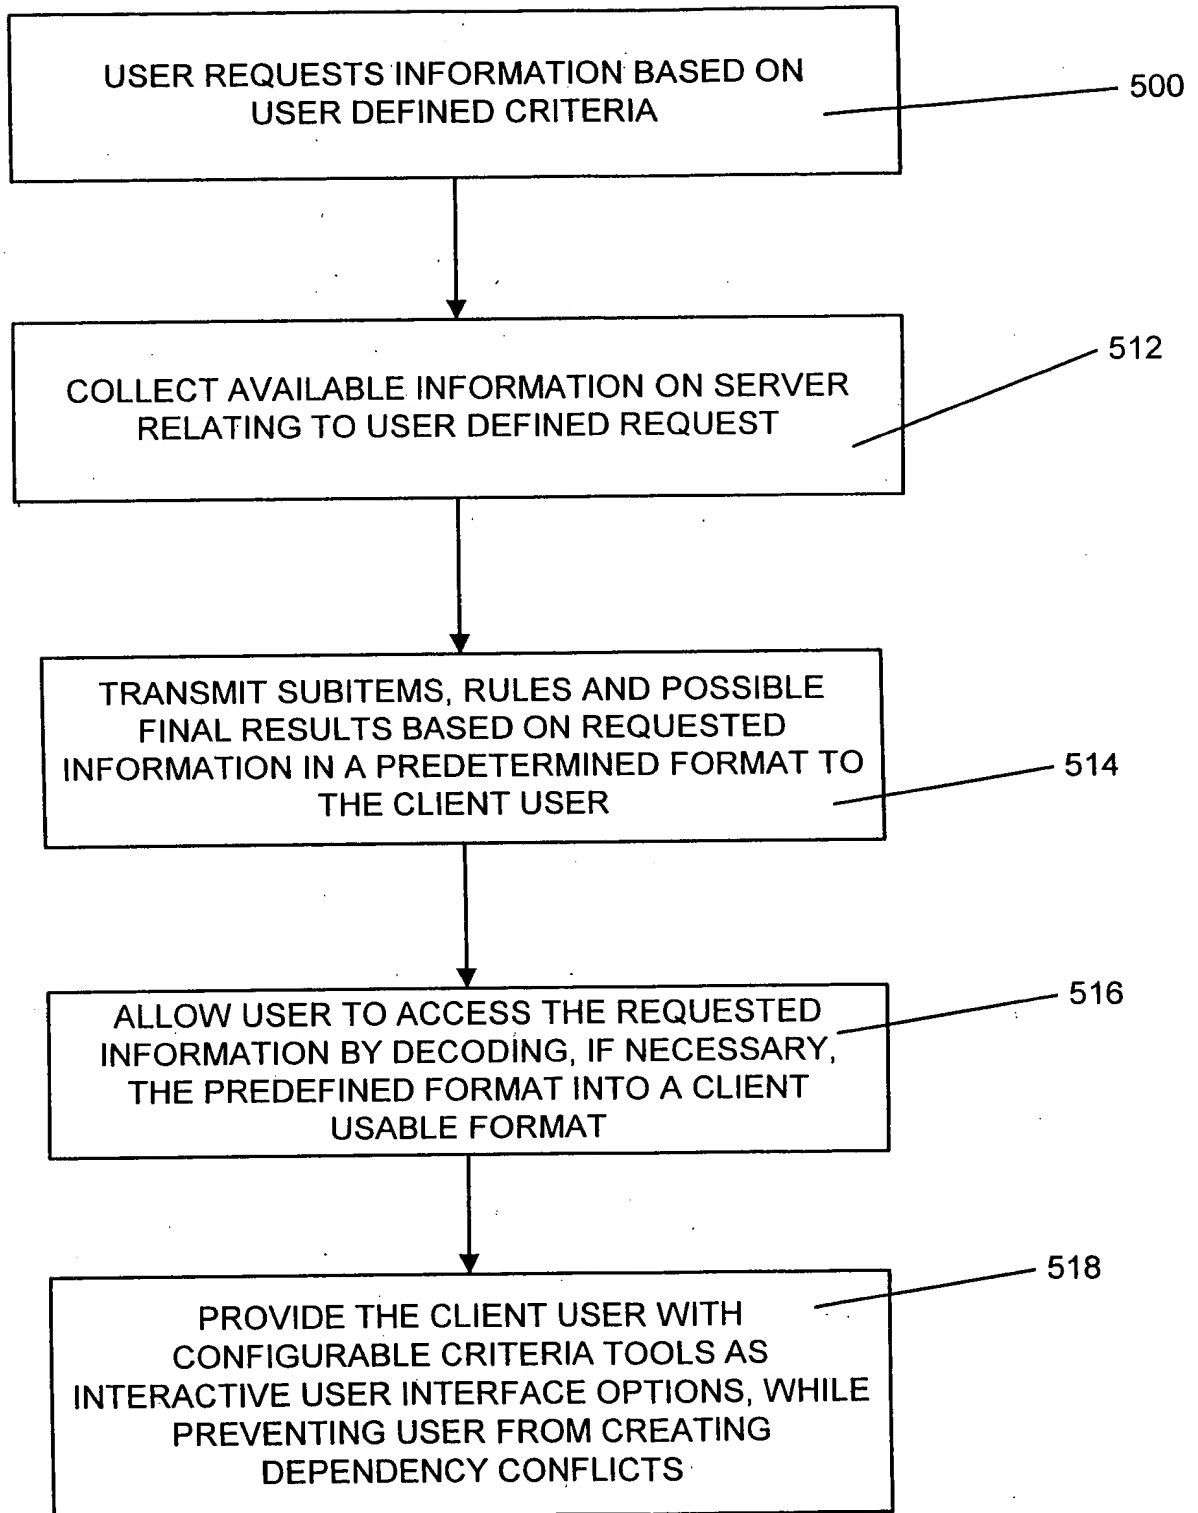 USER REQUESTS INFORMATION BASED ON
USER DEFINED CRITERIA
500
COLLECT AVAILABLE INFORMATION ON SERVER
RELATING TO USER DEFINED REQUEST
512
TRANSMIT SUBITEMS, RULES AND POSSIBLE
FINAL RESULTS BASED ON REQUESTED
INFORMATION IN A PREDETERMINED FORMAT TO
THE CLIENT USER
514
ALLOW USER TO ACCESS THE REQUESTED
INFORMATION BY DECODING, IF NECESSARY,
THE PREDEFINED FORMAT INTO A CLIENT
USABLE FORMAT
516
PROVIDE THE CLIENT USER WITH
CONFIGURABLE CRITERIA TOOLS AS
INTERACTIVE USER INTERFACE OPTIONS, WHILE
PREVENTING USER FROM CREATING
DEPENDENCY CONFLICTS
518